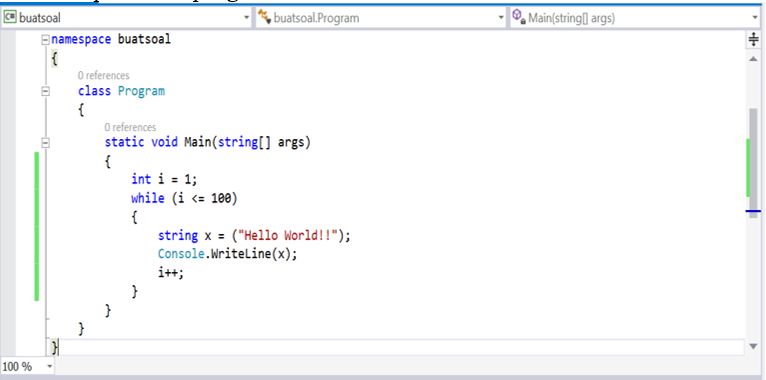 buatsoal buatsoal.Program Main(string[] args)
namespace buatsoal
{
0 references
class Program
{
0 references
static void Main(string[] args)
{
int i = 1;
while (i <= 100)
{
string x = ("Hello World!!");
Console.WriteLine(x);
i++;
}
}
}
}
100 %